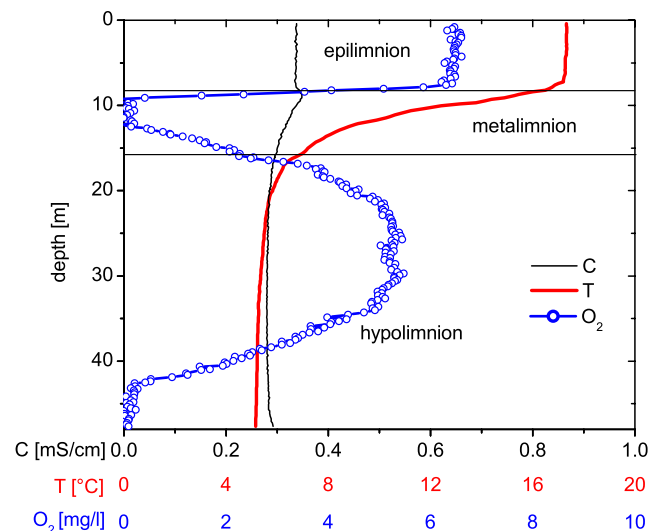 0
10
20
30
40
depth [m]
epilimnion
metalimnion
hypolimnion
C
T
O₂
C [mS/cm] 0.0 0.2 0.4 0.6 0.8 1.0
T [°C] 0 4 8 12 16 20
O₂[mg/l] 0 2 4 6 8 10